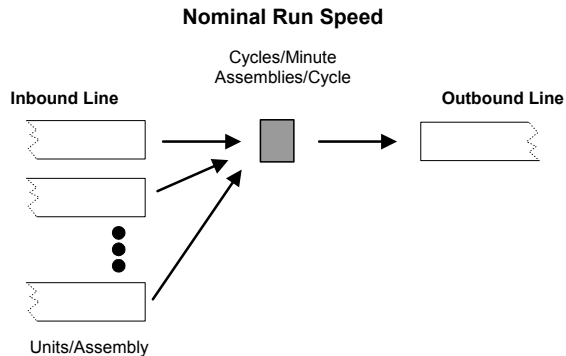 Nominal Run Speed
Cycles/Minute
Assemblies/Cycle
Inbound Line
Outbound Line
Units/Assembly